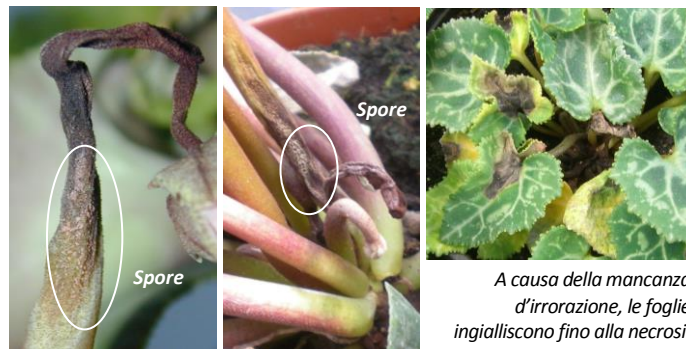 Spore
Spore
A causa della mancanza
d’irrorazione, le foglie
ingialliscono fino alla necrosi